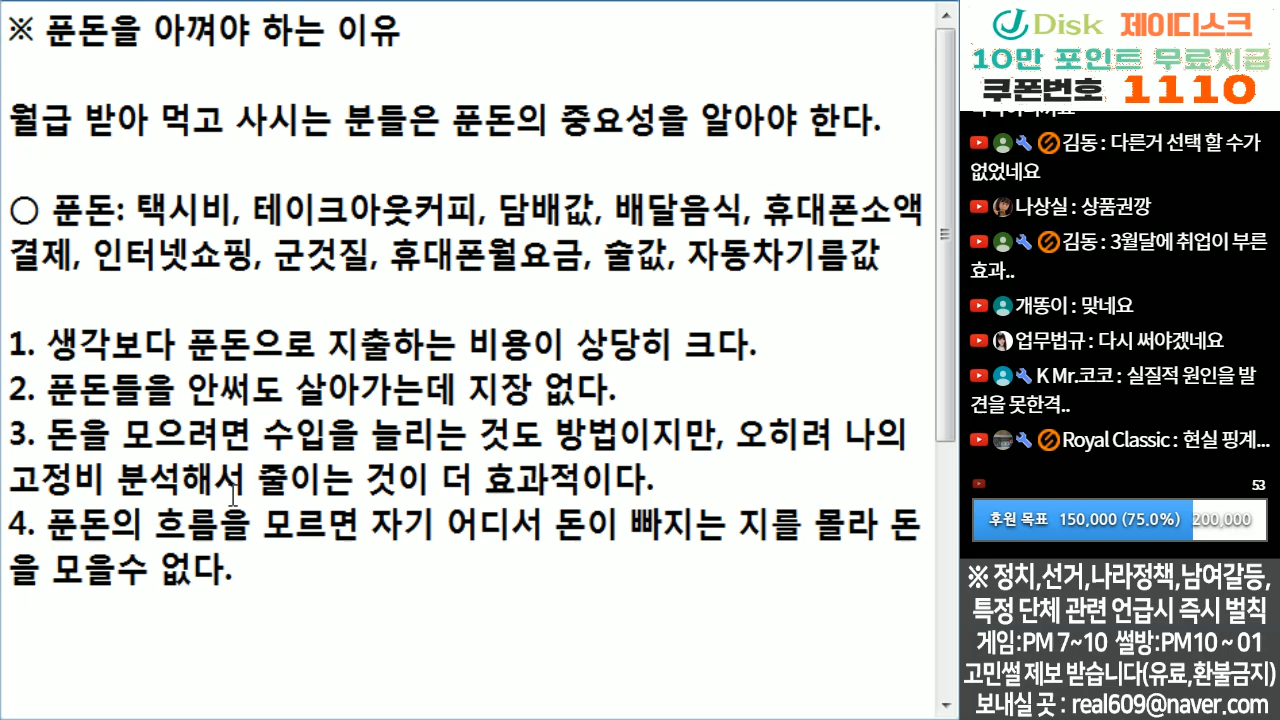 ※ 푼돈을 아껴야 하는 이유
월급 받아 먹고 사시는 분들은 푼돈의 중요성을 알아야 한다.
○ 푼돈: 택시비, 테이크아웃커피, 담배값, 배달음식, 휴대폰소액
결제, 인터넷쇼핑, 군것질, 휴대폰월요금, 술값, 자동차기름값
1. 생각보다 푼돈으로 지출하는 비용이 상당히 크다.
2. 푼돈들을 안써도 살아가는데 지장 없다.
3. 돈을 모으려면 수입을 늘리는 것도 방법이지만, 오히려 나의
고정비 분석해서 줄이는 것이 더 효과적이다.
4. 푼돈의 흐름을 모르면 자기 어디서 돈이 빠지는 지를 몰라 돈
을 모을수 없다.
JDisk 제이디스크
10만 포인트 무료지급
쿠폰번호 1110
김동 : 다른거 선택 할 수가
없었네요
나상실 : 상품권깡
김동 : 3월달에 취업이 부른
효과..
개똥이 : 맞네요
업무법규 : 다시 써야겠네요
K Mr.코코 : 실질적 원인을 발
견을 못한격..
Royal Classic : 현실 핑계...
53
후원 목표 150,000 (75.0%) 200,000
※ 정치,선거,나라정책,남여갈등,
특정 단체 관련 언급시 즉시 벌칙
게임:PM 7~10 썰방:PM10 ~ 01
고민썰 제보 받습니다(유료,환불금지)
보내실 곳 : real609@naver.com